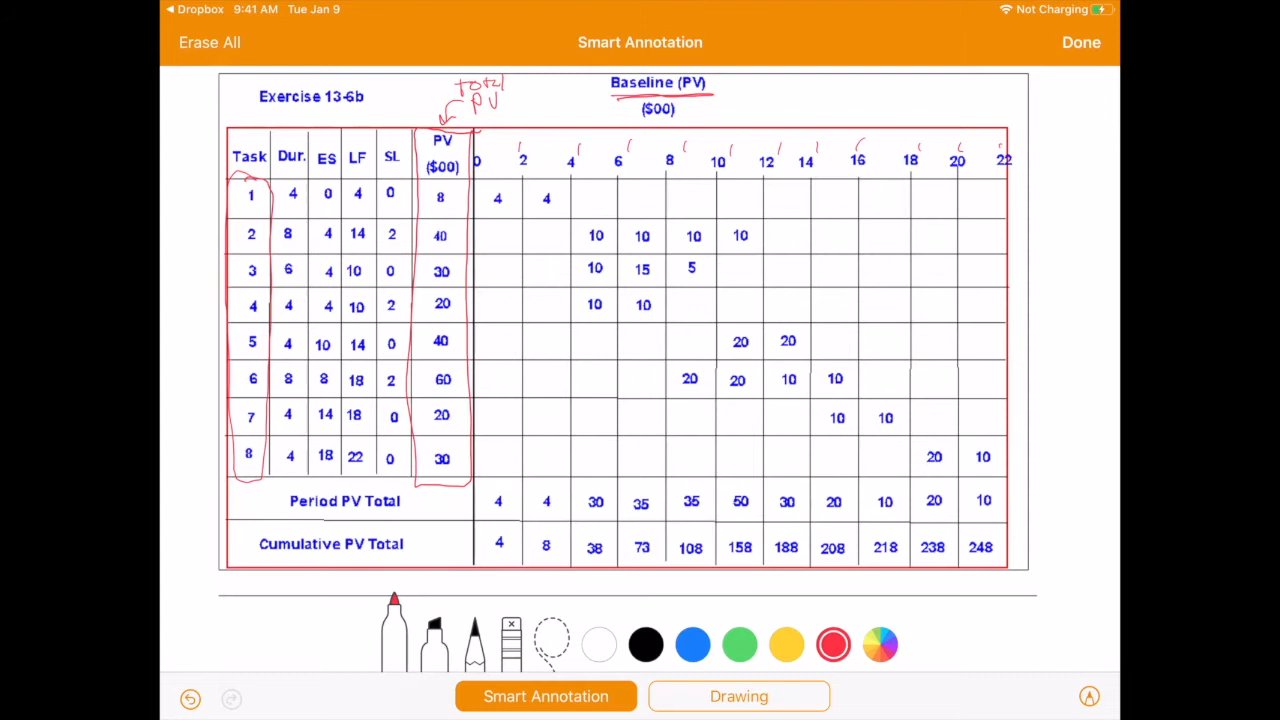 Dropbox 9:41 AM Tue Jan 9 Not Charging
Erase All Smart Annotation Done
Exercise 13-6b total PV Baseline (PV)
($00)
Task Dur. ES LF SL PV ($00) 0 2 4 6 8 10 12 14 16 18 20 22
1 4 0 4 0 8 4 4
2 8 4 14 2 40 10 10 10 10
3 6 4 10 0 30 10 15 5
4 4 4 10 2 20 10 10
5 4 10 14 0 40 20 20
6 8 8 18 2 60 20 20 10 10
7 4 14 18 0 20 10 10
8 4 18 22 0 30 20 10
Period PV Total 4 4 30 35 35 50 30 20 10 20 10
Cumulative PV Total 4 8 38 73 108 158 188 208 218 238 248
Smart Annotation Drawing